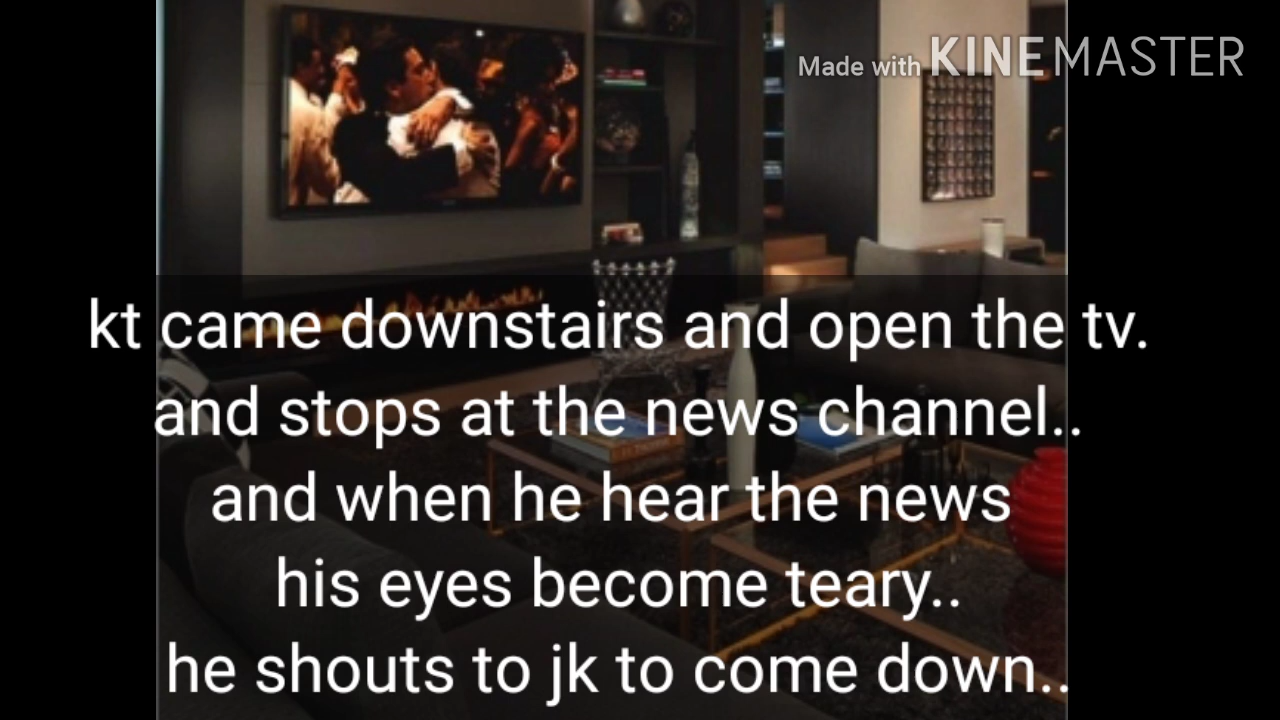 Made with KINEMASTER
kt came downstairs and open the tv.
and stops at the news channel..
and when he hear the news
his eyes become teary..
he shouts to jk to come down..